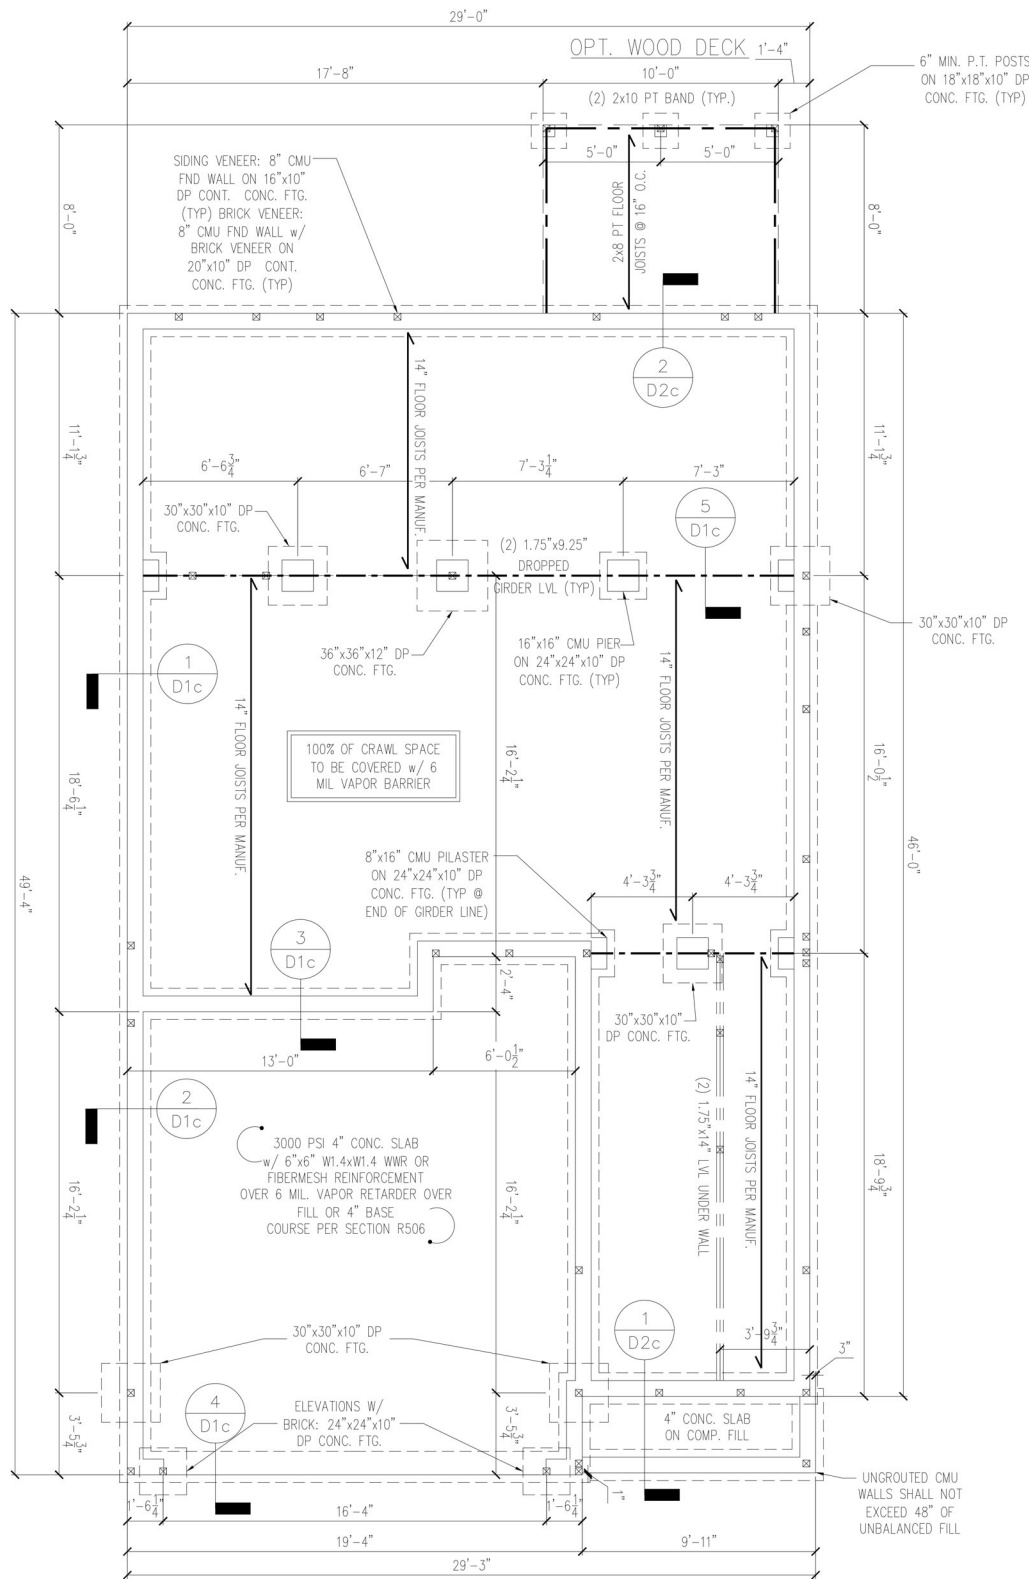 29'-0"
OPT. WOOD DECK
1'-4"
17'-8"
10'-0"
6" MIN. P.T. POSTS
ON 18"x18"x10" DP
CONC. FTG. (TYP)
(2) 2x10 PT BAND (TYP.)
5'-0"
5'-0"
SIDING VENEER: 8" CMU
FND WALL ON 16"x10"
DP CONT. CONC. FTG.
(TYP) BRICK VENEER:
8" CMU FND WALL w/
BRICK VENEER ON
20"x10" DP CONT.
CONC. FTG. (TYP)
8'-0"
2x8 PT FLOOR
JOISTS @ 16" O.C.
8'-0"
2
D2c
14" FLOOR JOISTS PER MANUF.
11'-1 3/4"
11'-1 3/4"
6'-6 3/4"
6'-7"
7'-3 1/4"
7'-3"
30"x30"x10" DP
CONC. FTG.
5
D1c
(2) 1.75"x9.25"
DROPPED
GIRDER LVL (TYP)
36"x36"x12" DP
CONC. FTG.
16"x16" CMU PIER
ON 24"x24"x10" DP
CONC. FTG. (TYP)
30"x30"x10" DP
CONC. FTG.
1
D1c
14" FLOOR JOISTS PER MANUF.
14" FLOOR JOISTS PER MANUF.
100% OF CRAWL SPACE
TO BE COVERED w/ 6
MIL VAPOR BARRIER
18'-6 1/4"
16'-2 1/4"
16'-0 1/2"
8"x16" CMU PILASTER
ON 24"x24"x10" DP
CONC. FTG. (TYP @
END OF GIRDER LINE)
4'-3 3/4"
4'-3 3/4"
46'-0"
49'-4"
3
D1c
2'-4"
30"x30"x10"
DP CONC. FTG.
13'-0"
6'-0 1/2"
2
D1c
(2) 1.75"x14" LVL UNDER WALL
14" FLOOR JOISTS PER MANUF.
3000 PSI 4" CONC. SLAB
w/ 6"x6" W1.4xW1.4 WWR OR
FIBERMESH REINFORCEMENT
OVER 6 MIL. VAPOR RETARDER OVER
FILL OR 4" BASE
COURSE PER SECTION R506
16'-2 1/4"
16'-2 1/4"
18'-9 3/4"
30"x30"x10" DP
CONC. FTG.
1
D2c
3'-9 3/4"
3"
ELEVATIONS W/
BRICK: 24"x24"x10"
DP CONC. FTG.
4
D1c
3'-5 3/4"
3'-5 3/4"
4" CONC. SLAB
ON COMP. FILL
UNGROUTED CMU
WALLS SHALL NOT
EXCEED 48" OF
UNBALANCED FILL
1'-6 1/4"
16'-4"
1'-6 1/4"
1"
19'-4"
9'-11"
29'-3"